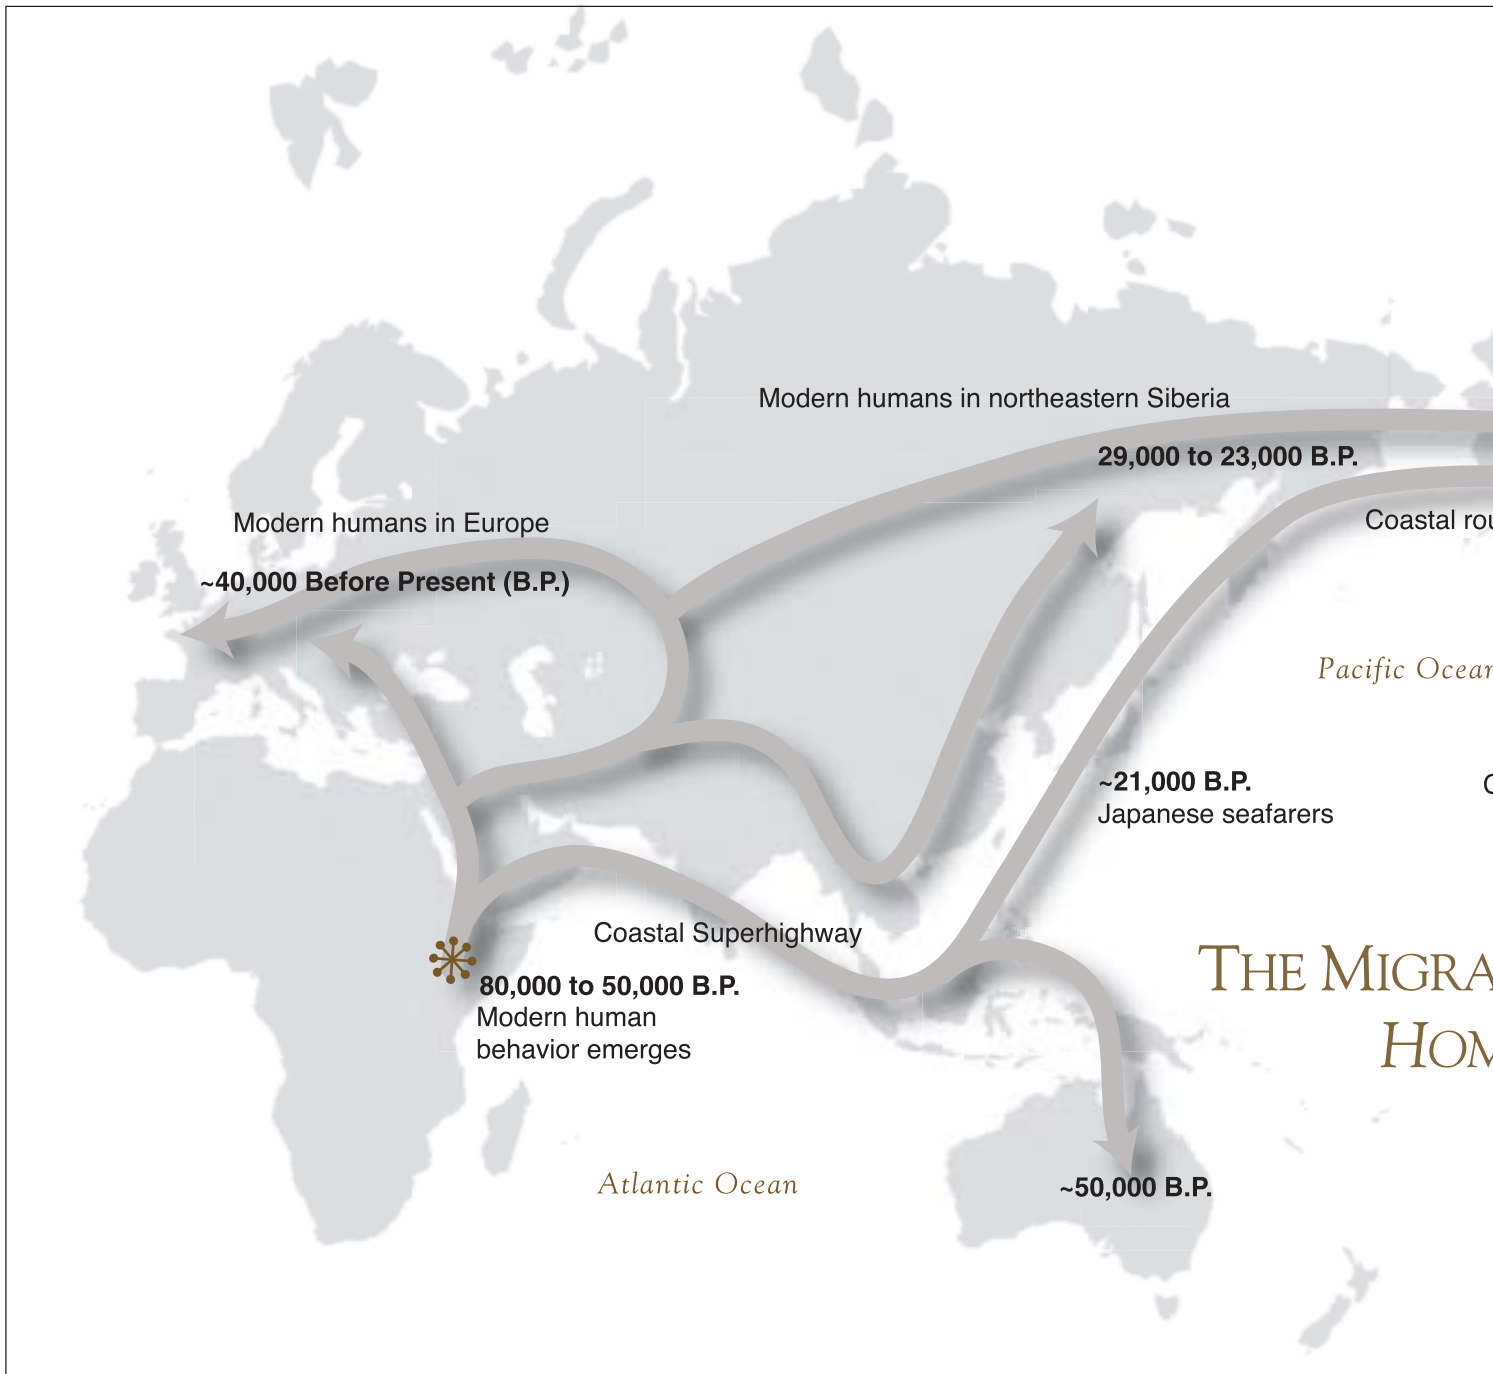 Modern humans in northeastern Siberia
29,000 to 23,000 B.P.
Modern humans in Europe
~40,000 Before Present (B.P.)
Coastal
Pacific
~21,000 B.P.
Japanese seafarers
Coastal Superhighway
80,000 to 50,000 B.P.
Modern human
behavior emerges
THE
Atlantic Ocean
~50,000 B.P.